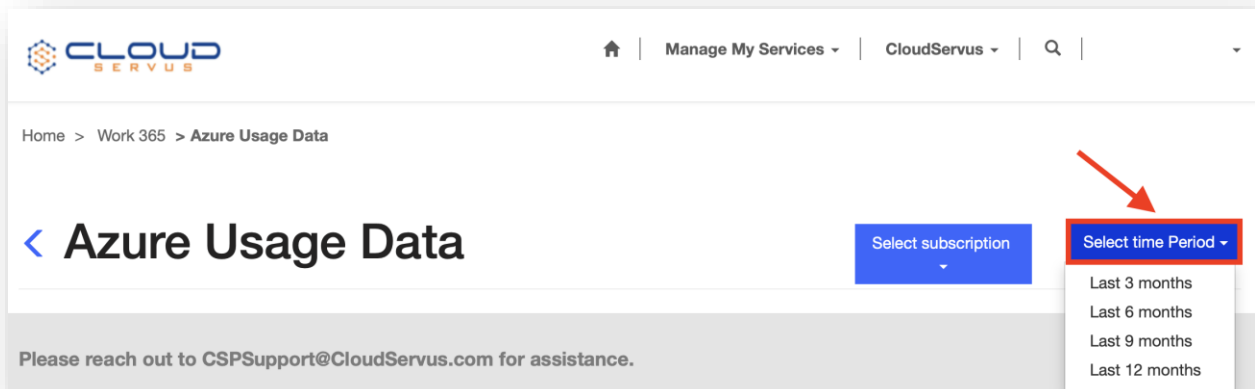 CLOUD
SERVUS
Manage My Services
CloudServus
Home > Work 365 > Azure Usage Data
< Azure Usage Data
Select subscription
Select time Period
Last 3 months
Last 6 months
Last 9 months
Last 12 months
Please reach out to CSPSupport@CloudServus.com for assistance.